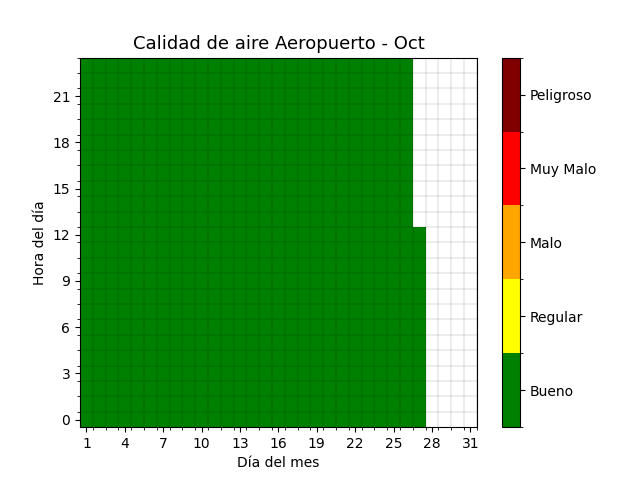 Calidad de aire Aeropuerto - Oct
Peligroso
Muy Malo
Malo
Regular
Bueno
Hora del día
21
18
15
12
9
6
3
0
1 4 7 10 13 16 19 22 25 28 31
Día del mes